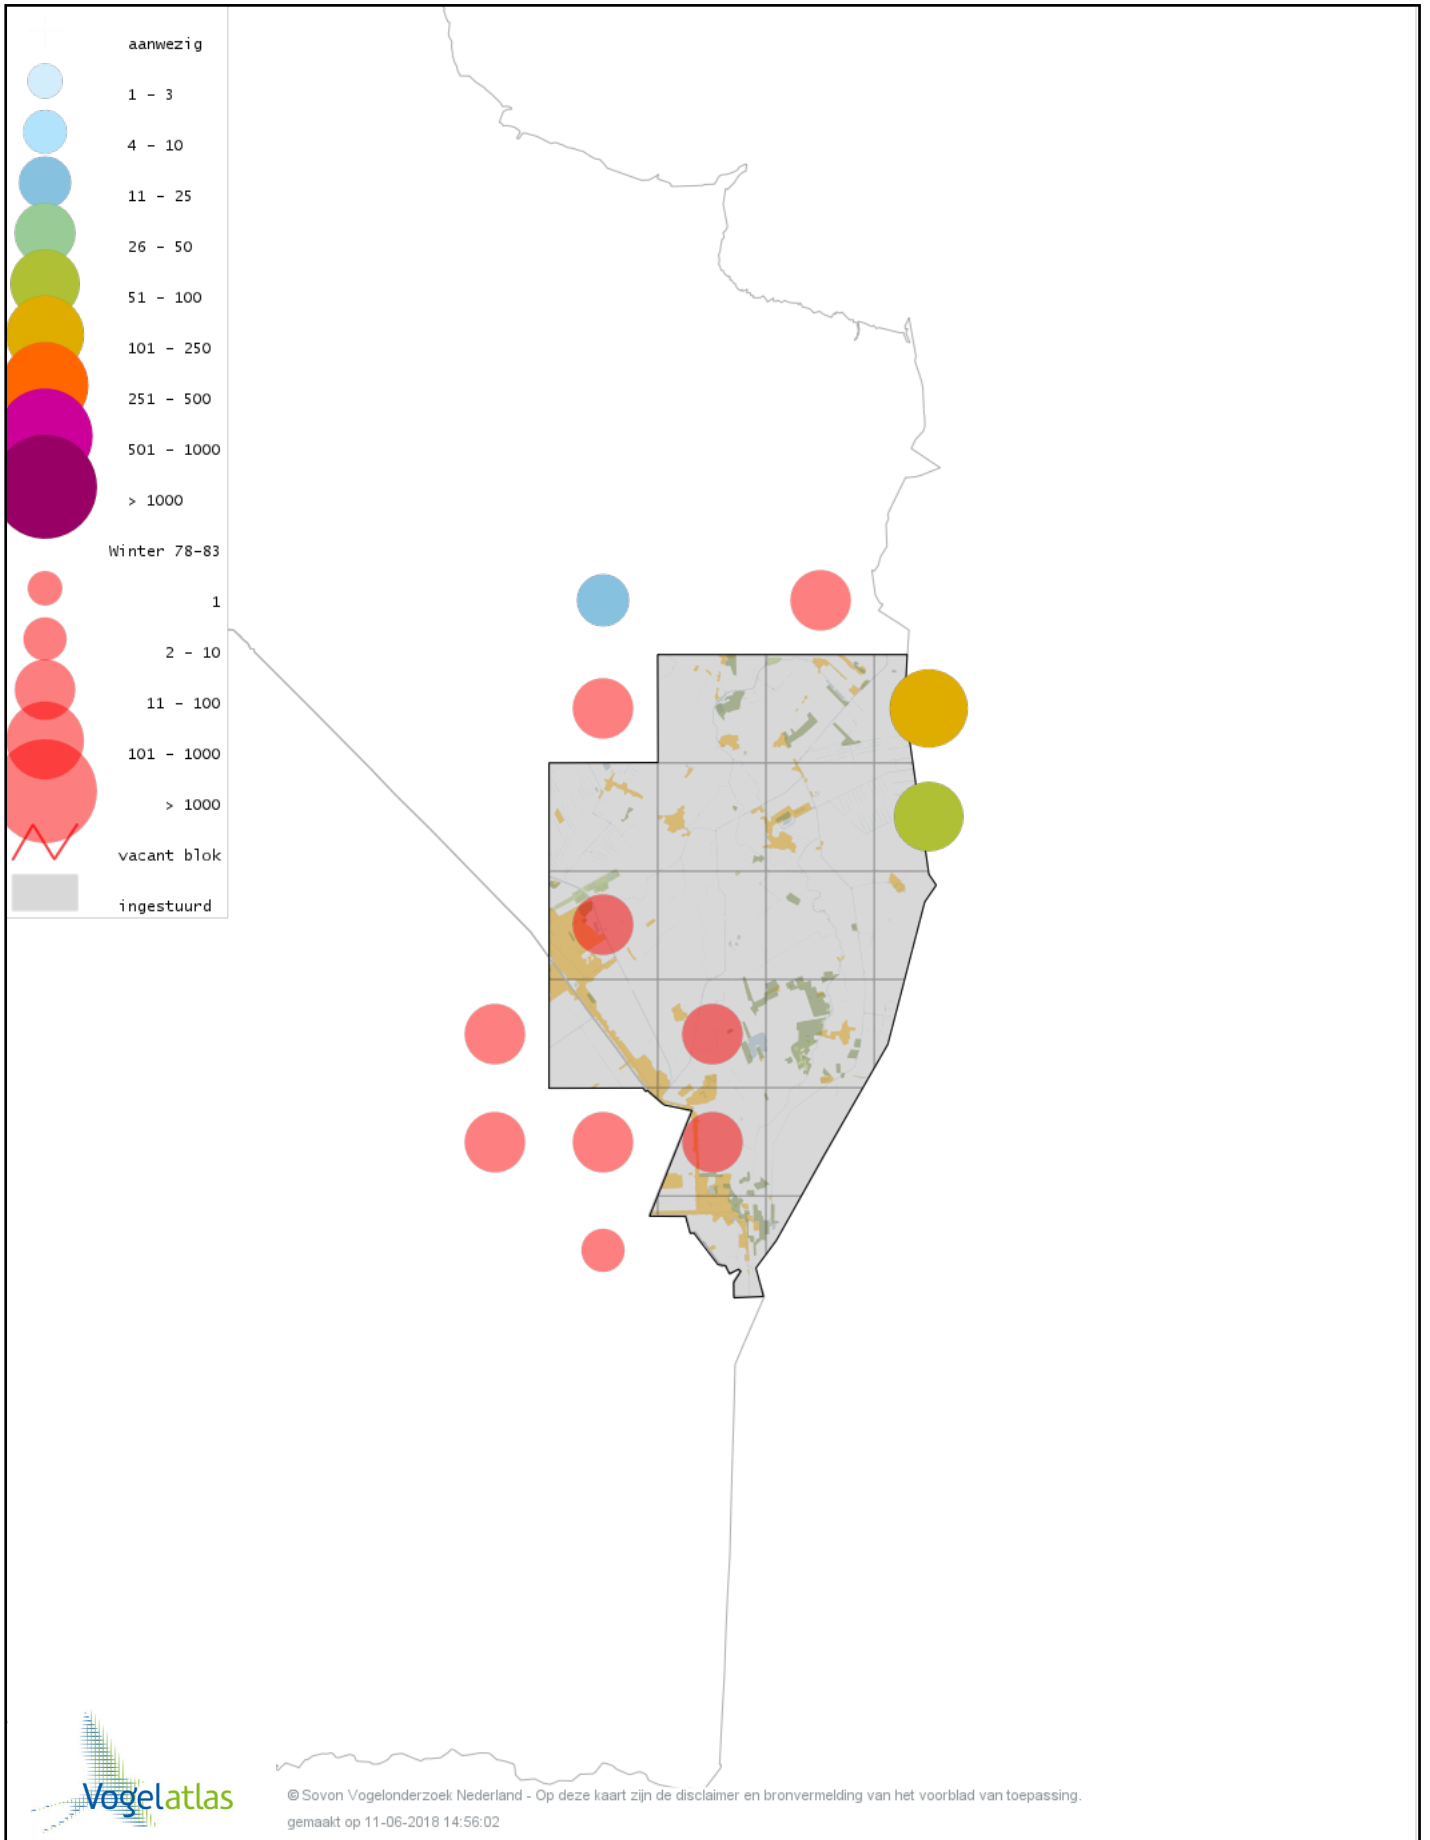 aanwezig
1 - 3
4 - 10
11 - 25
26 - 50
51 - 100
101 - 250
251 - 500
501 - 1000
> 1000
Winter 78-83
1
2 - 10
11 - 100
101 - 1000
> 1000
vacant blok
ingestuurd
Vogelatlas
© Sovon Vogelonderzoek Nederland - Op deze kaart zijn de disclaimer en bronvermelding van het voorblad van toepassing.
gemaakt op 11-06-2018 14:56:02